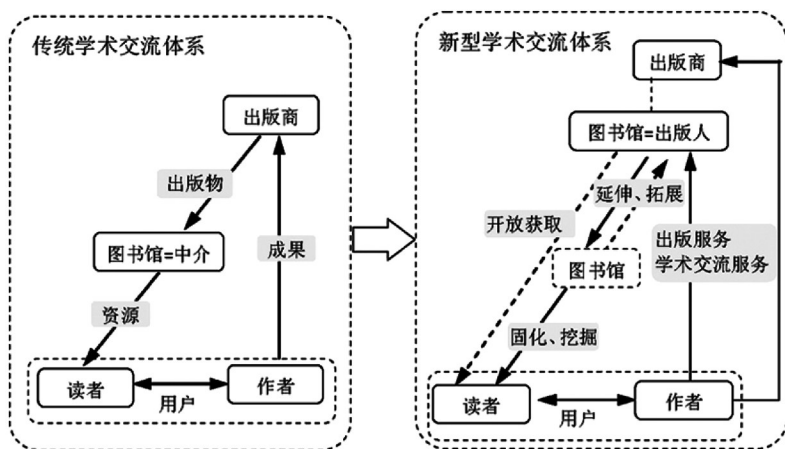 传统学术交流体系
出版商
出版物
图书馆=中介
成果
资源
读者
用户
作者
新型学术交流体系
出版商
图书馆=出版人
延伸、拓展
开放获取
出版服务
学术交流服务
图书馆
固化、挖掘
读者
用户
作者